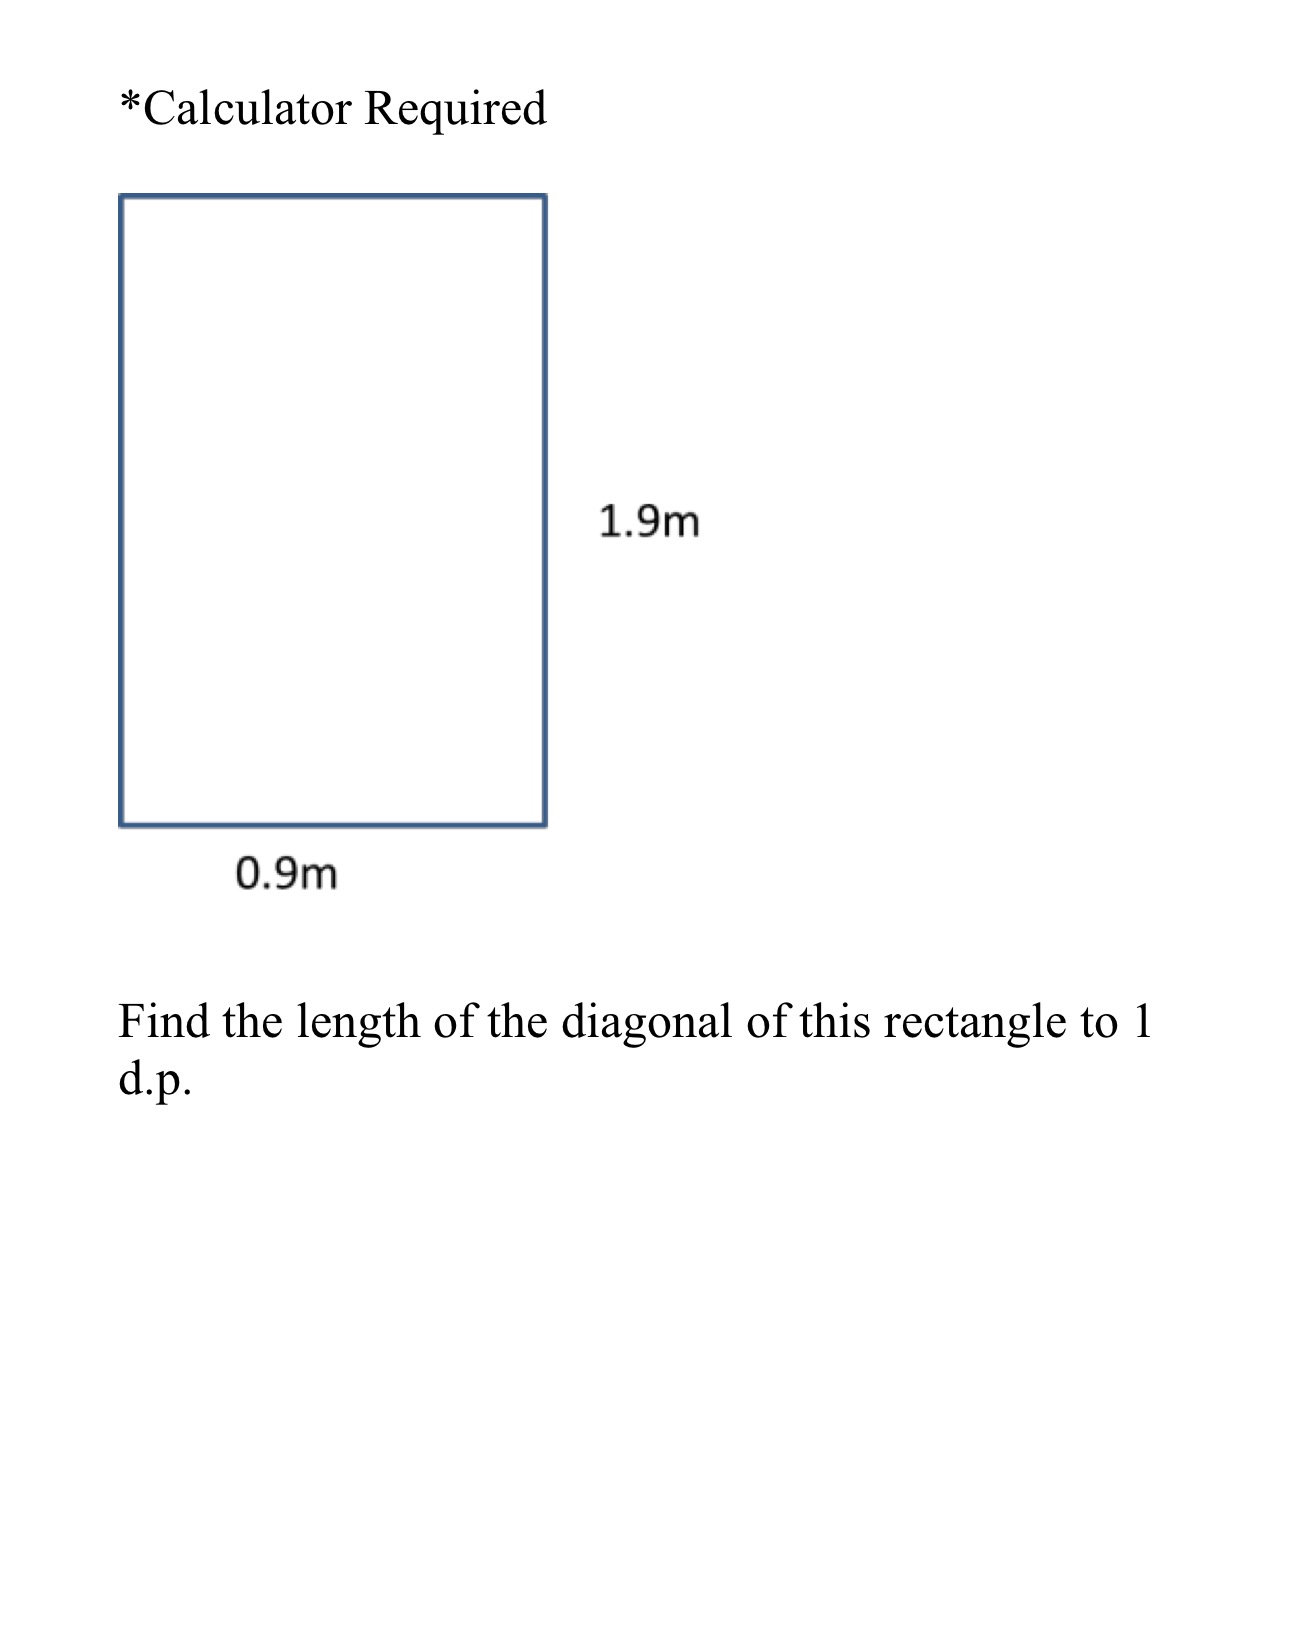 *Calculator Required
1.9m
0.9m
Find the length of the diagonal of this rectangle to 1
d.p.